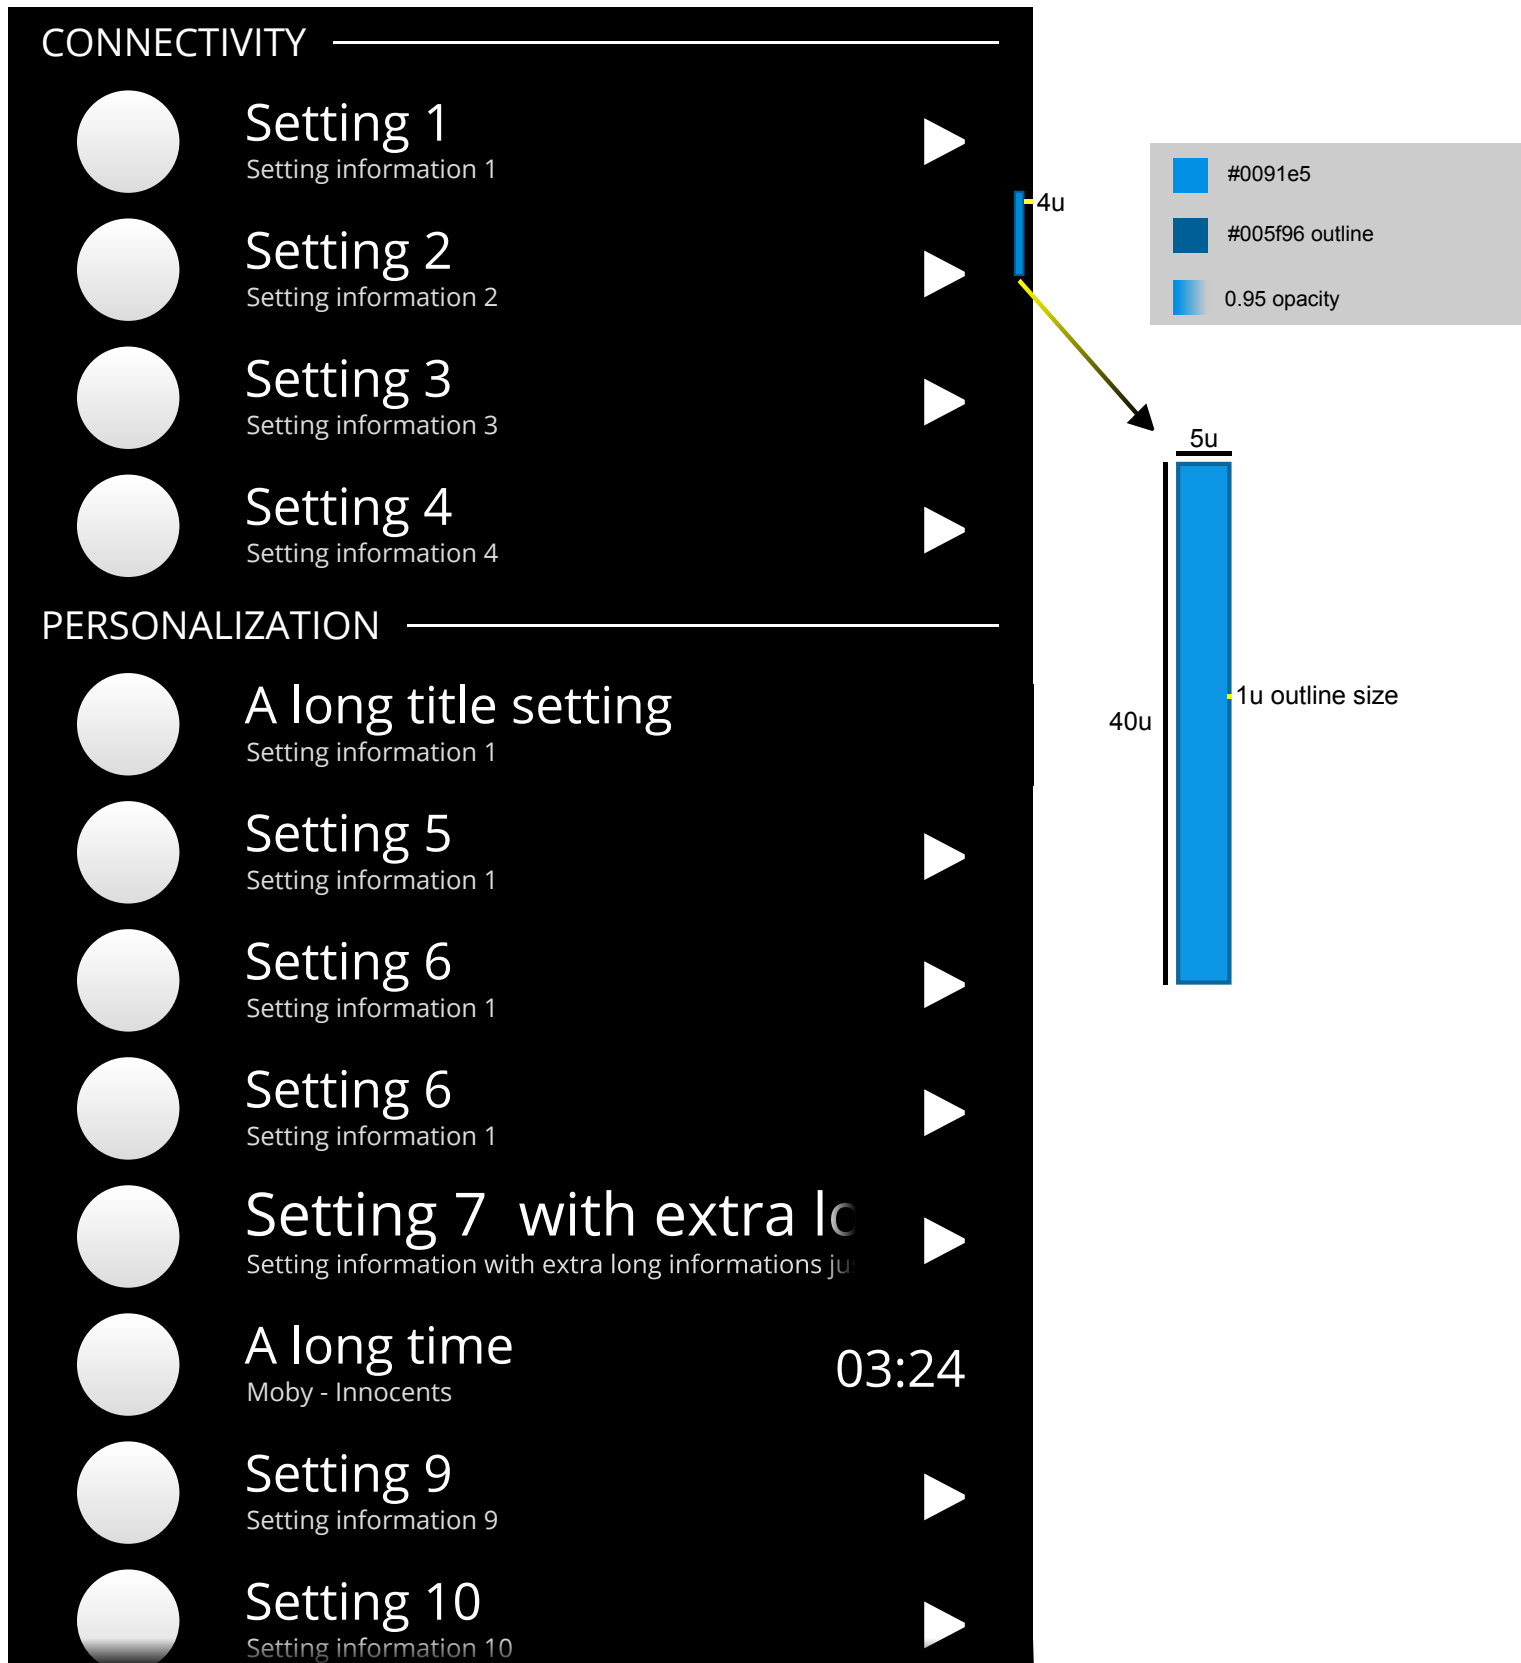 CONNECTIVITY
Setting 1
Setting information 1
Setting 2
Setting information 2
Setting 3
Setting information 3
Setting 4
Setting information 4
PERSONALIZATION
A long title setting
Setting information 1
Setting 5
Setting information 1
Setting 6
Setting information 1
Setting 6
Setting information 1
Setting 7 with extra lo
Setting information with extra long informations ju
A long time
03:24
Moby - Innocents
Setting 9
Setting information 9
Setting 10
Setting information 10
4u
#0091e5
#005f96 outline
0.95 opacity
5u
1u outline size
40u